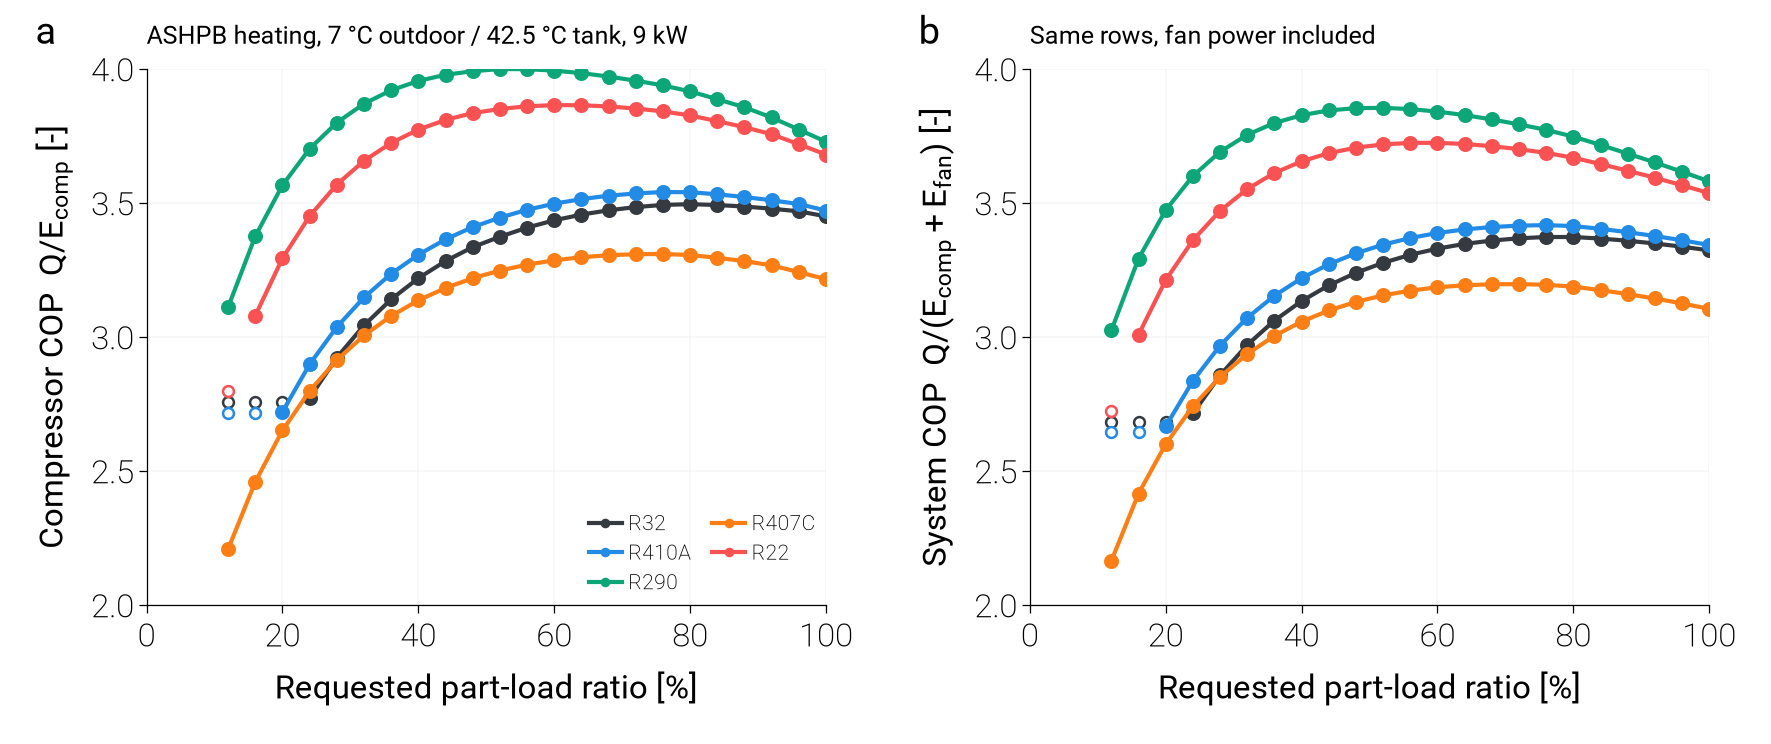 a
ASHPB heating, 7 °C outdoor / 42.5 °C tank, 9 kW
4.0
3.5
3.0
2.5
2.0
0
20
40
60
80
100
Compressor COP Q/E_comp [-]
Requested part-load ratio [%]
R32
R410A
R290
R407C
R22
b
Same rows, fan power included
4.0
3.5
3.0
2.5
2.0
0
20
40
60
80
100
System COP Q/(E_comp + E_fan) [-]
Requested part-load ratio [%]